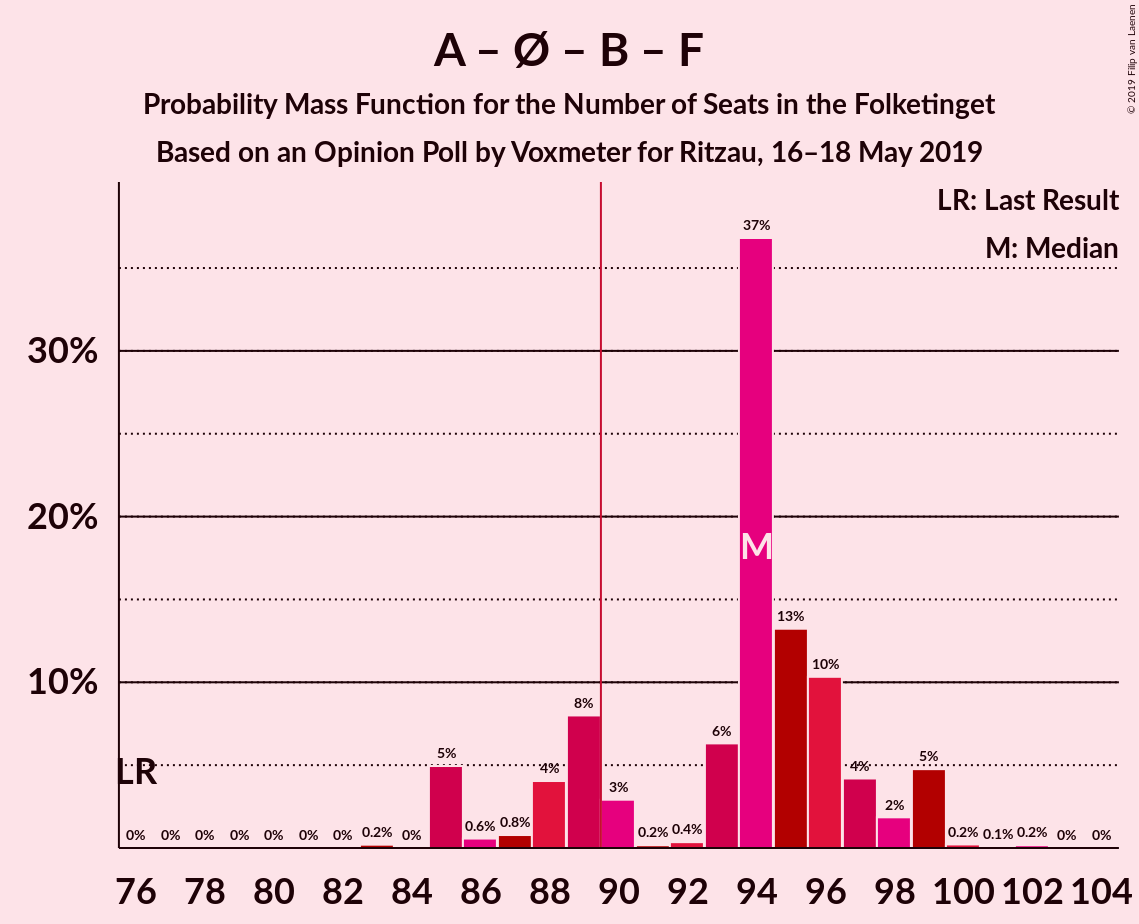 A – Ø – B – F
Probability Mass Function for the Number of Seats in the Folketinget
Based on an Opinion Poll by Voxmeter for Ritzau, 16–18 May 2019
© 2019 Filip van Laenen
LR: Last Result
M: Median
37%
30%
20%
M
13%
10%
10%
8%
6%
5%
4%
4%
5%
LR
3%
2%
0% 0% 0% 0% 0% 0% 0% 0.2% 0% 0.6% 0.8% 0.2% 0.4% 0.2% 0.1% 0.2% 0% 0%
76 78 80 82 84 86 88 90 92 94 96 98 100 102 104